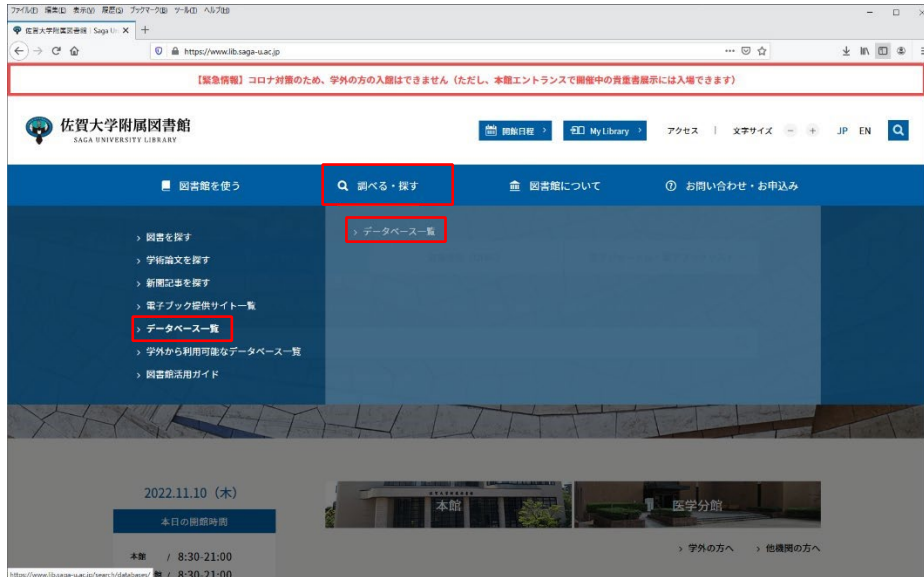 ファイル(F) 編集(E) 表示(V) 履歴(S) ブックマーク(B) ツール(T) ヘルプ(H)
佐賀大学附属図書館 | Saga Un
https://www.lib.saga-u.ac.jp
【緊急情報】コロナ対策のため、学外の方の入館はできません（ただし、本館エントランスで開催中の貴重書展示には入場できます）
佐賀大学附属図書館
SAGA UNIVERSITY LIBRARY
開館日程 My Library アクセス 文字サイズ - + JP EN
図書館を使う 調べる・探す 図書館について お問い合わせ・お申込み
図書を探す
データベース一覧
学術論文を探す
新聞記事を探す
電子ブック提供サイト一覧
データベース一覧
学外から利用可能なデータベース一覧
図書館活用ガイド
2022.11.10（木）
本日の開館時間
本館 / 8:30-21:00
本館
医学分館
学外の方へ 他機関の方へ
https://www.lib.saga-u.ac.jp/search/databases/
館 / 8:30-21:00